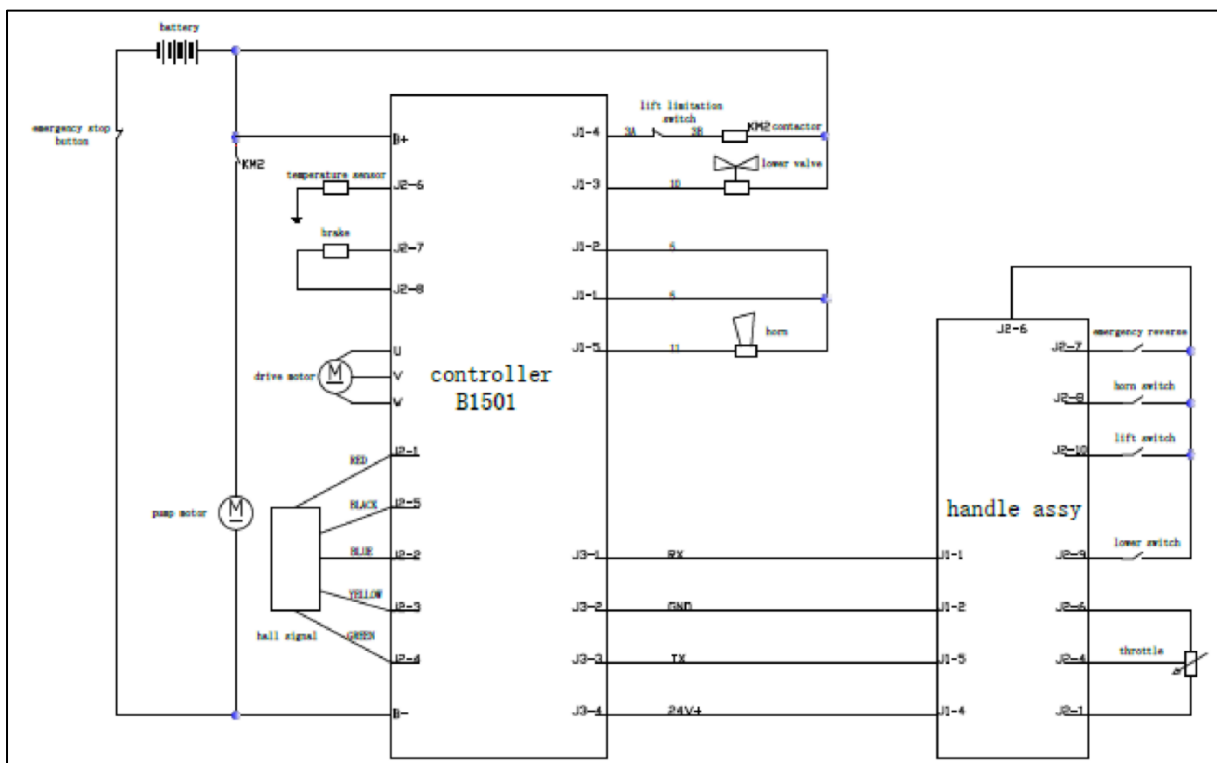 battery
emergency stop
button
KM2
temperature sensor
brake
drive motor
M
pump motor
M
RED
BLACK
BLUE
YELLOW
GREEN
hall signal
B+
J2-6
J2-7
J2-8
U
V
W
J2-1
J2-5
J2-2
J2-3
J2-4
B-
controller
B1501
J1-4
J1-3
J1-2
J1-1
J1-5
J3-1
J3-2
J3-3
J3-4
lift limitation
switch
3A
3B
KM2 contactor
lower valve
10
horn
11
RX
GND
TX
24V+
J1-1
J1-2
J1-5
J1-4
handle assy
J2-6
J2-7
J2-8
J2-10
J2-9
J2-6
J2-4
J2-1
emergency reverse
horn switch
lift switch
lower switch
throttle